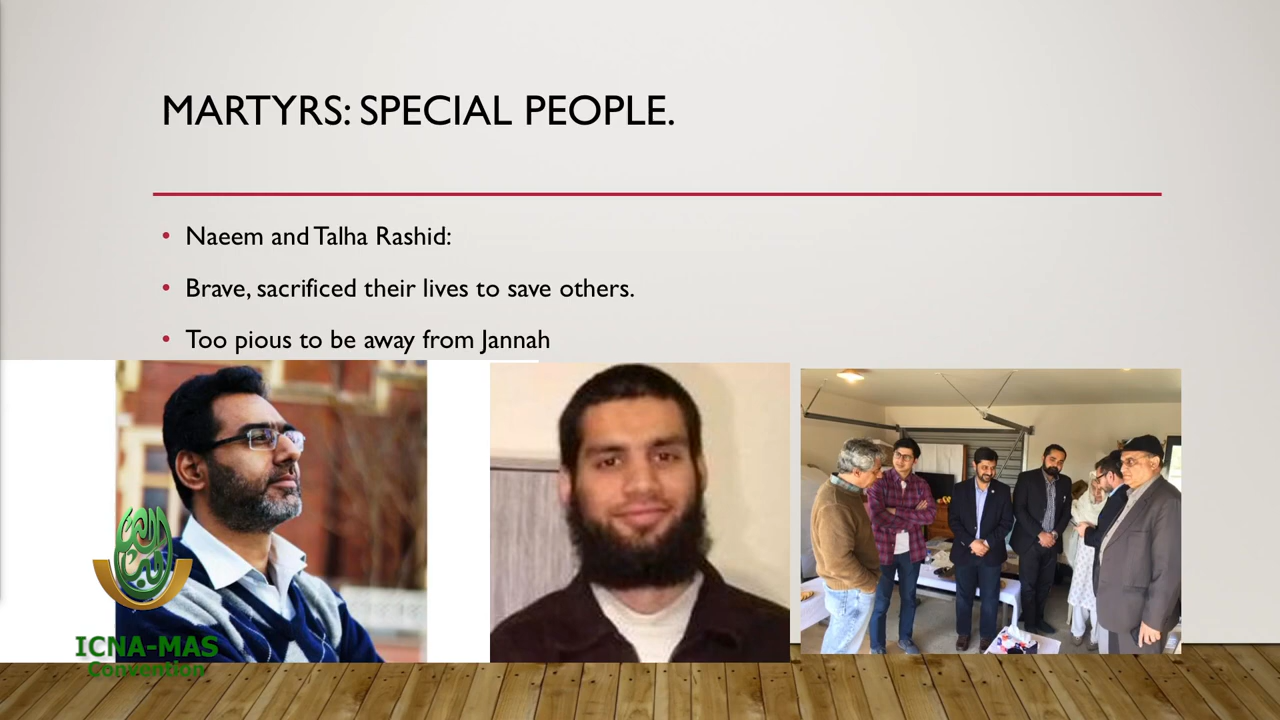 MARTYRS: SPECIAL PEOPLE.
• Naeem and Talha Rashid:
• Brave, sacrificed their lives to save others.
• Too pious to be away from Jannah
ICNA-MAS
Convention